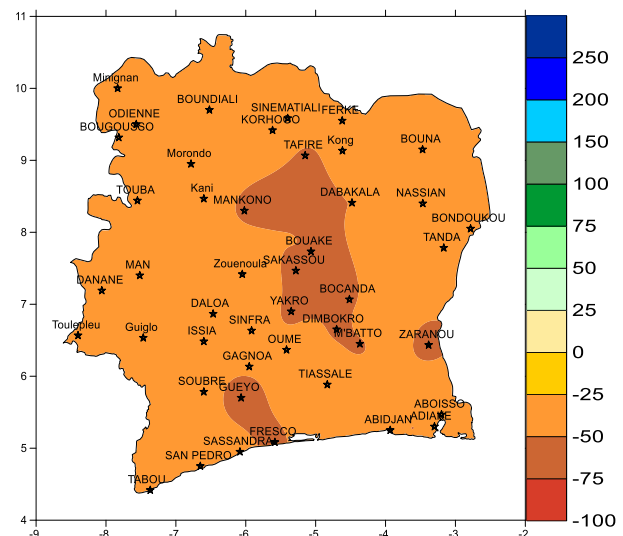 11
10
9
8
7
6
5
4
-9
-8
-7
-6
-5
-4
-3
-2
Minignan
BOUNDIALI
ODIENNE
SINEMATIALI
FERKE
BOUGOUSSO
KORHOGO
TAFIRE
Kong
BOUNA
Morondo
TOUBA
Kani
MANKONO
DABAKALA
NASSIAN
BONDOUKOU
TANDA
BOUAKE
SAKASSOU
MAN
Zouenoula
DANANE
BOCANDA
DALOA
YAKRO
Toulepleu
Guiglo
ISSIA
SINFRA
DIMBOKRO
M'BATTO
ZARANOU
OUME
GAGNOA
TIASSALE
SOUBRE
GUEYO
ABOISSO
ABIDJAN
ADIAKE
FRESCO
SASSANDRA
SAN PEDRO
TABOU
250
200
150
100
75
50
25
0
-25
-50
-75
-100